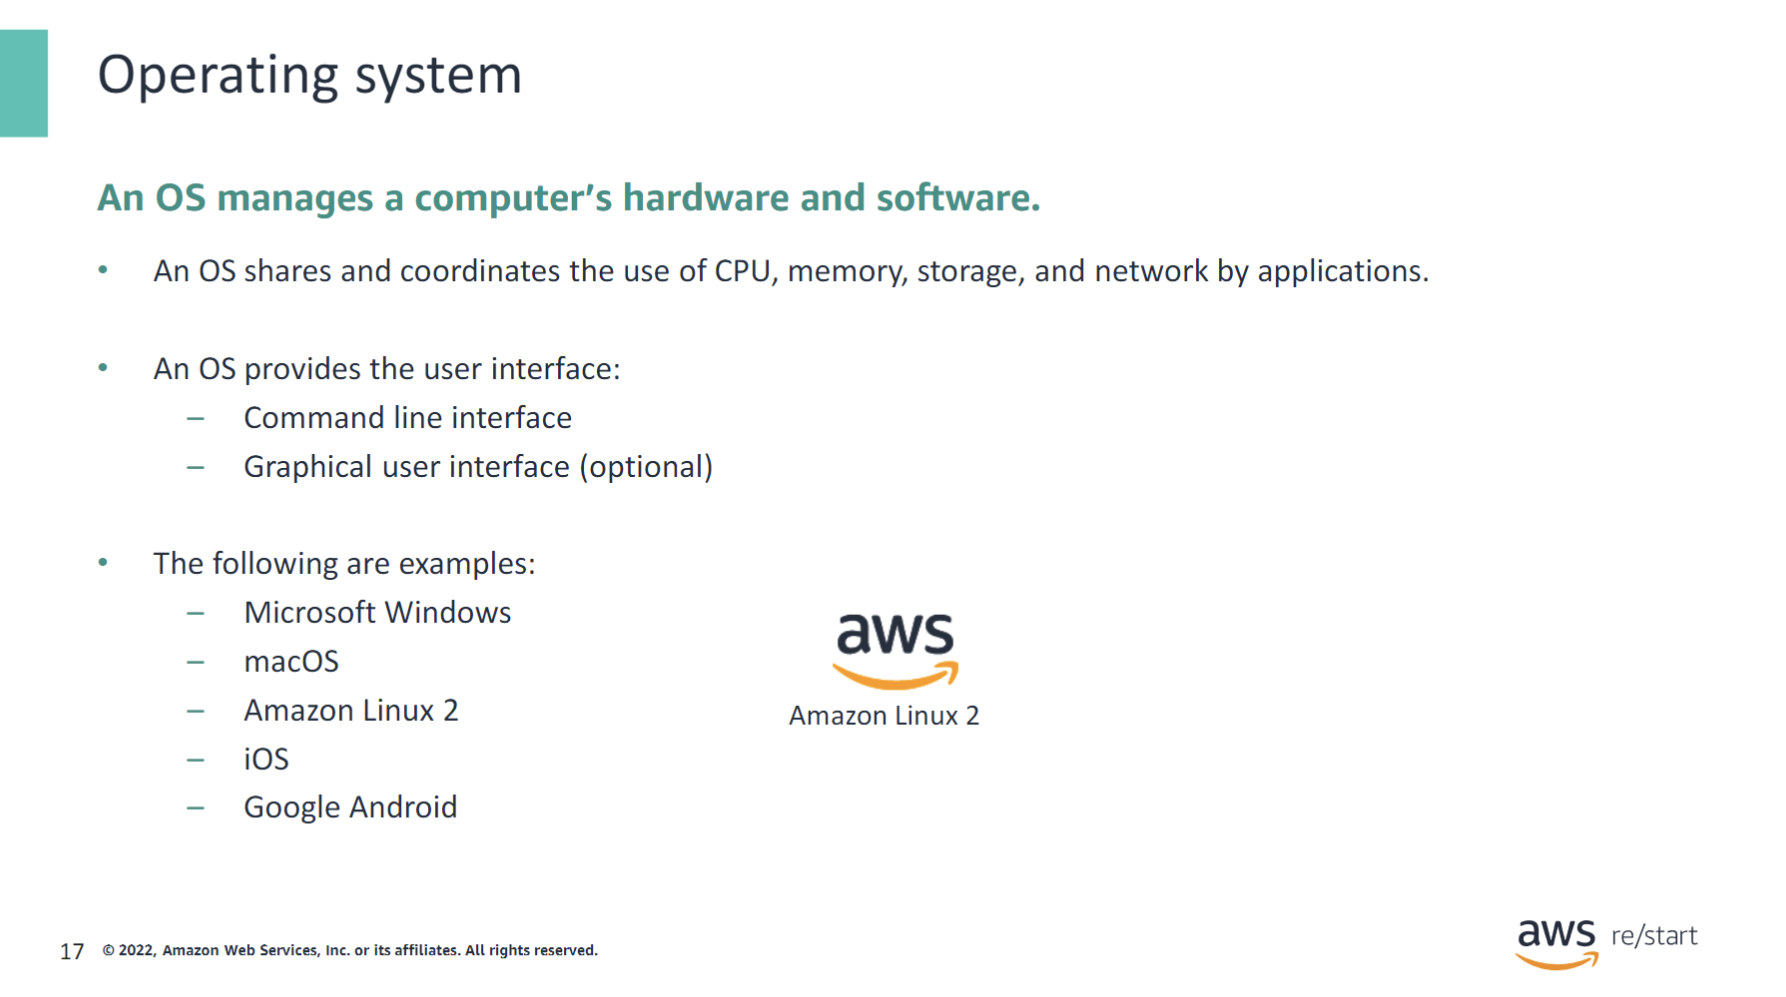 Operating system
An OS manages a computer’s hardware and software.
• An OS shares and coordinates the use of CPU, memory, storage, and network by applications.
• An OS provides the user interface:
– Command line interface
– Graphical user interface (optional)
• The following are examples:
– Microsoft Windows
– macOS
– Amazon Linux 2
– iOS
– Google Android
aws
Amazon Linux 2
17 © 2022, Amazon Web Services, Inc. or its affiliates. All rights reserved.
aws re/start